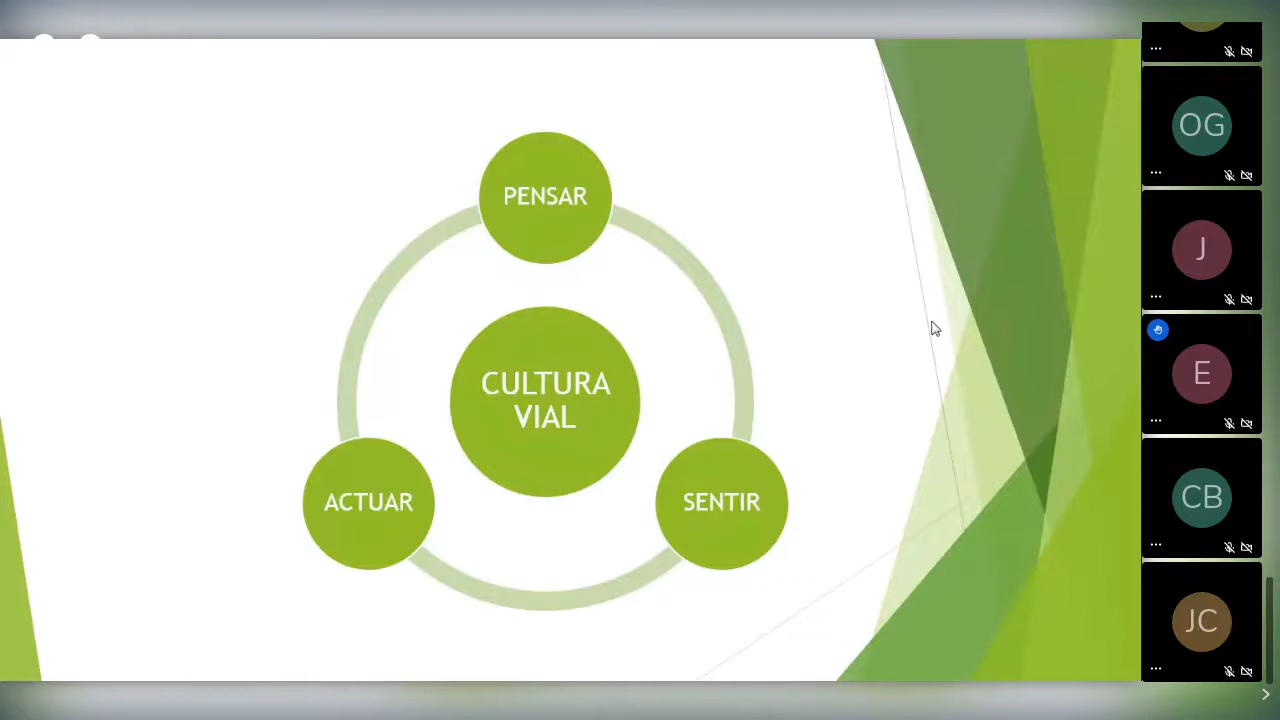 PENSAR
CULTURA
VIAL
ACTUAR
SENTIR
OG
J
E
CB
JC